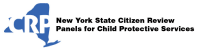 CRP
New York State Citizen Review
Panels for Child Protective Services